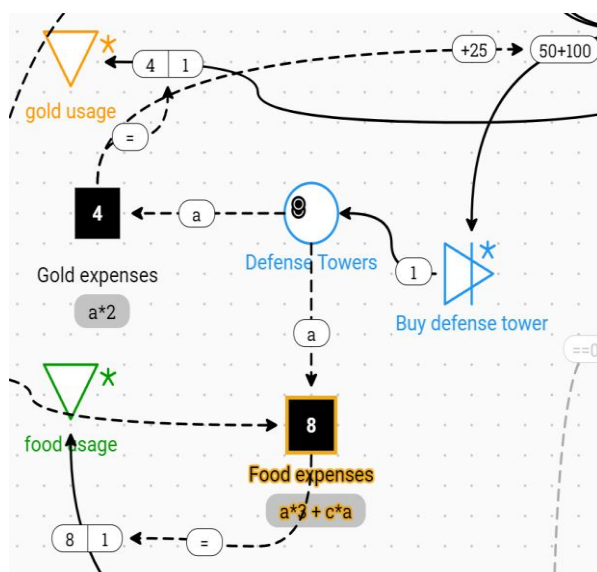 +25
50+100
4 1
gold usage
=
4
a
Gold expenses
a*2
Defense Towers
1
Buy defense tower
a
==0
food usage
8
Food expenses
a*3 + c*a
8 1
=